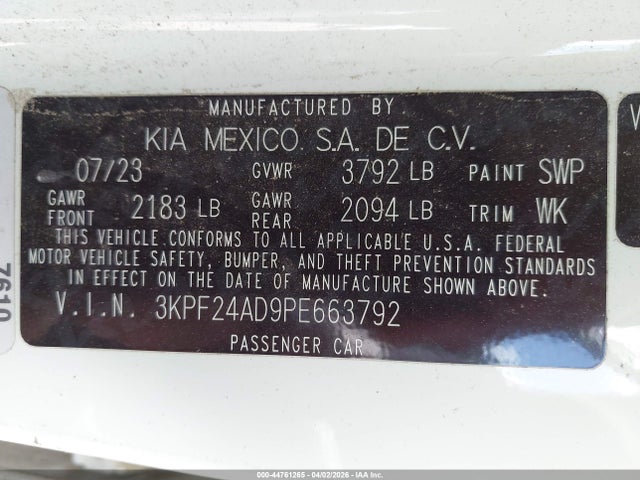 MANUFACTURED BY
KIA MEXICO. S.A. DE C.V.
07/23 GVWR 3792 LB PAINT SWP
GAWR FRONT 2183 LB GAWR REAR 2094 LB TRIM WK
THIS VEHICLE CONFORMS TO ALL APPLICABLE U.S.A. FEDERAL
MOTOR VEHICLE SAFETY, BUMPER, AND THEFT PREVENTION STANDARDS
IN EFFECT ON THE DATE OF MANUFACTURE SHOWN ABOVE.
V.I.N. 3KPF24AD9PE663792
PASSENGER CAR
7610
V
000-44761265 04/02/2026 - IAAI.COM